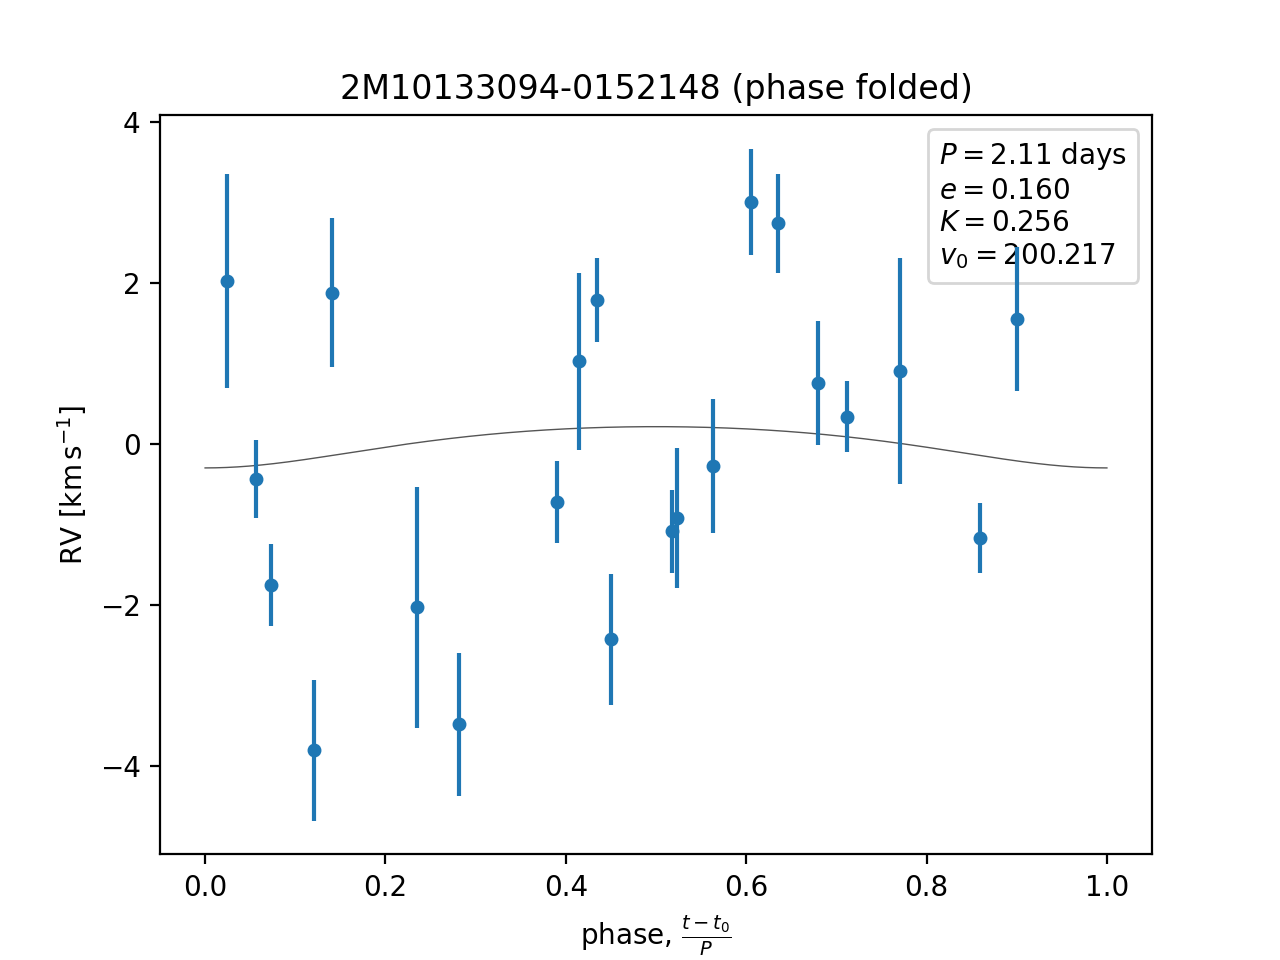 2M10133094-0152148 (phase folded)
P = 2.11 days
e = 0.160
K = 0.256
v₀ = 200.217
4
2
0
−2
−4
RV [km s⁻¹]
0.0 0.2 0.4 0.6 0.8 1.0
phase, (t − t₀)/P